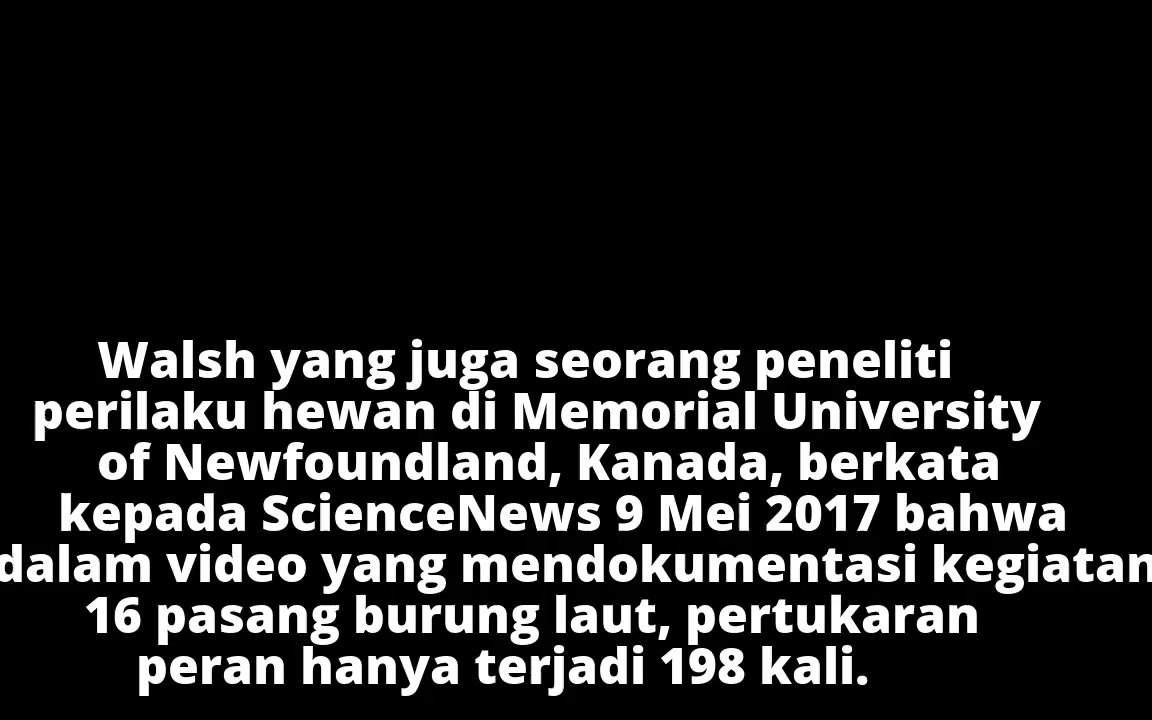 Walsh yang juga seorang peneliti
perilaku hewan di Memorial University
of Newfoundland, Kanada, berkata
kepada ScienceNews 9 Mei 2017 bahwa
dalam video yang mendokumentasi kegiatan
16 pasang burung laut, pertukaran
peran hanya terjadi 198 kali.